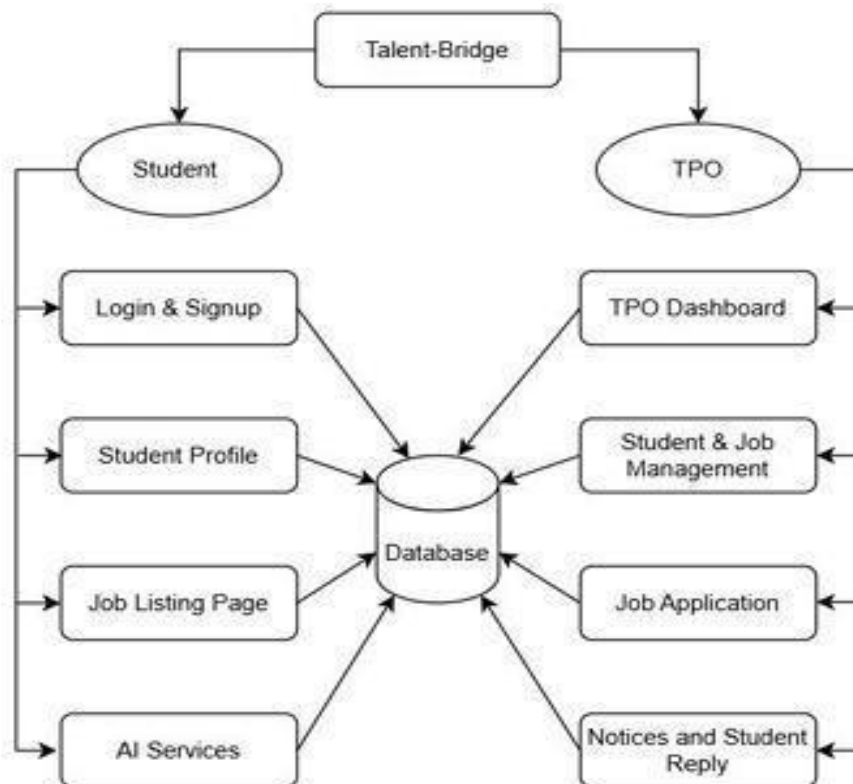 Talent-Bridge
Student
TPO
Login & Signup
TPO Dashboard
Student Profile
Student & Job
Management
Database
Job Listing Page
Job Application
AI Services
Notices and Student
Reply